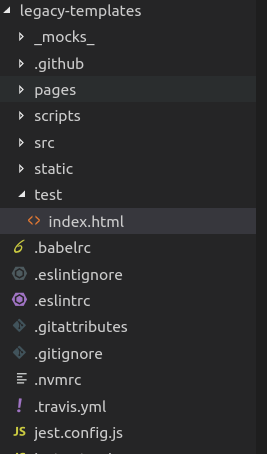 legacy-templates
_mocks_
.github
pages
scripts
src
static
test
<> index.html
.babelrc
.eslintignore
.eslintrc
.gitattributes
.gitignore
.nvmrc
! .travis.yml
JS jest.config.js